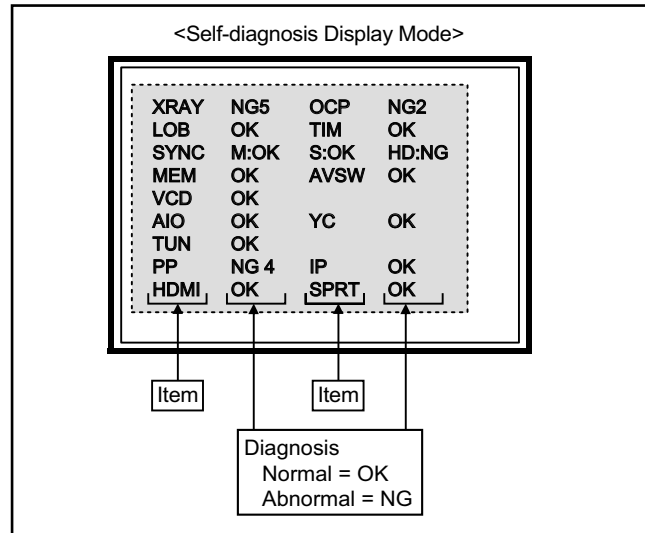 <Self-diagnosis Display Mode>
XRAY NG5 OCP NG2
LOB OK TIM OK
SYNC M:OK S:OK HD:NG
MEM OK AVSW OK
VCD OK
AIO OK YC OK
TUN OK
PP NG 4 IP OK
HDMI OK SPRT OK
Item Item
Diagnosis
Normal = OK
Abnormal = NG